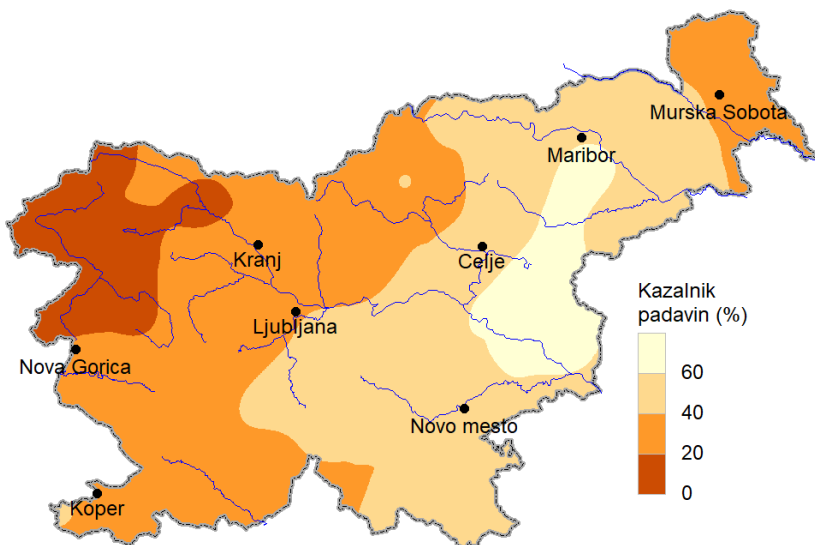 Murska Sobota
Maribor
Kranj
Celje
Ljubljana
Nova Gorica
Novo mesto
Koper
Kazalnik
padavin (%)
60
40
20
0